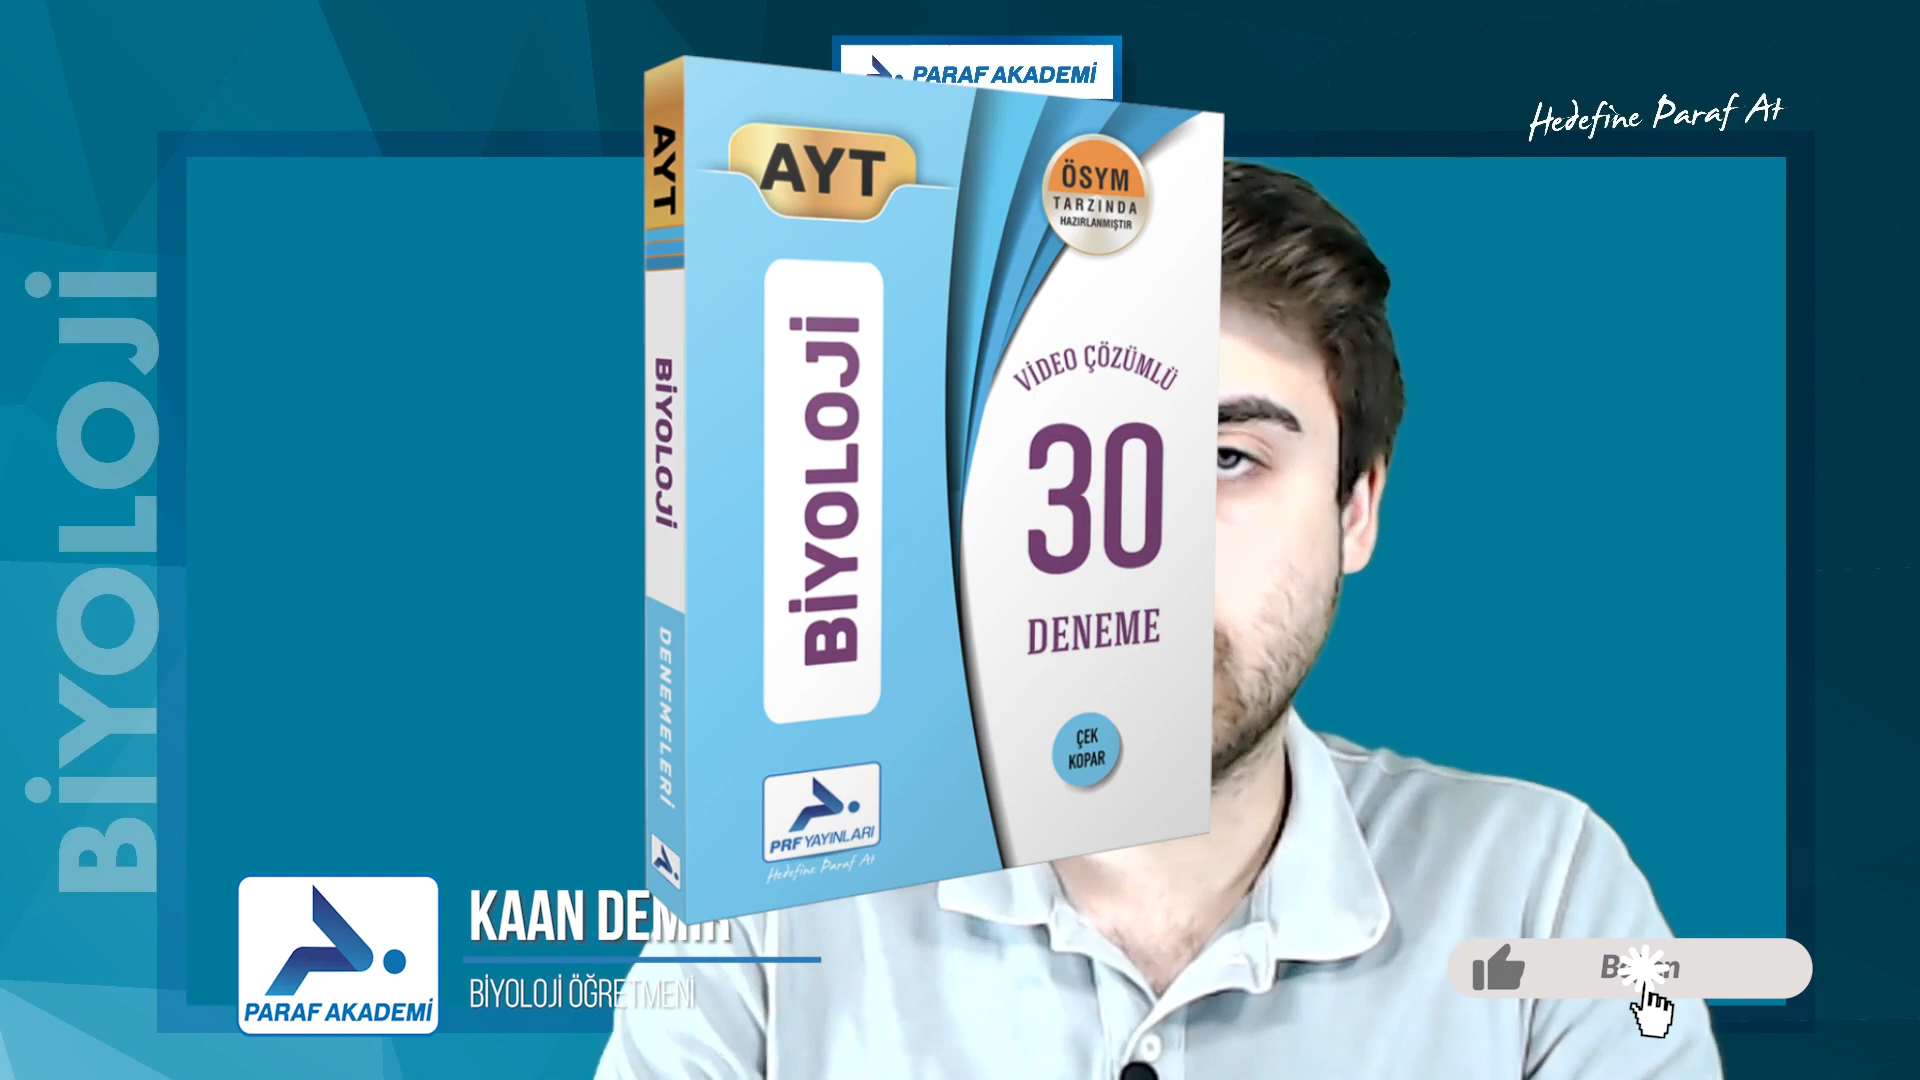 PARAF AKADEMİ
Hedefine Paraf At
BİYOLOJİ
AYT
BİYOLOJİ
DENEMELERİ
AYT
BİYOLOJİ
ÖSYM
TARZINDA
HAZIRLANMIŞTIR
VİDEO ÇÖZÜMLÜ
30
DENEME
ÇEK
KOPAR
PRF YAYINLARI
Hedefine Paraf At
PARAF AKADEMİ
KAAN DEMİR
BİYOLOJİ ÖĞRETMENİ